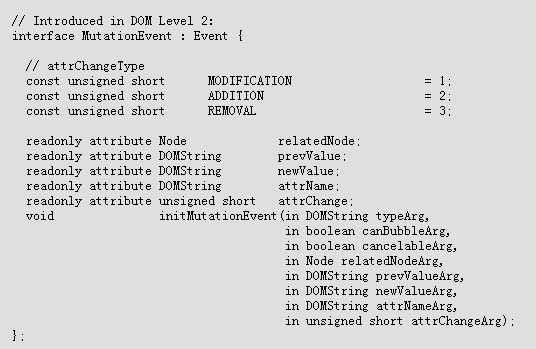 // Introduced in DOM Level 2:
interface MutationEvent : Event {
// attrChangeType
const unsigned short MODIFICATION = 1;
const unsigned short ADDITION = 2;
const unsigned short REMOVAL = 3;
readonly attribute Node relatedNode;
readonly attribute DOMString prevValue;
readonly attribute DOMString newValue;
readonly attribute DOMString attrName;
readonly attribute unsigned short attrChange;
void initMutationEvent(in DOMString typeArg,
in boolean canBubbleArg,
in boolean cancelableArg,
in Node relatedNodeArg,
in DOMString prevValueArg,
in DOMString newValueArg,
in DOMString attrNameArg,
in unsigned short attrChangeArg);
};